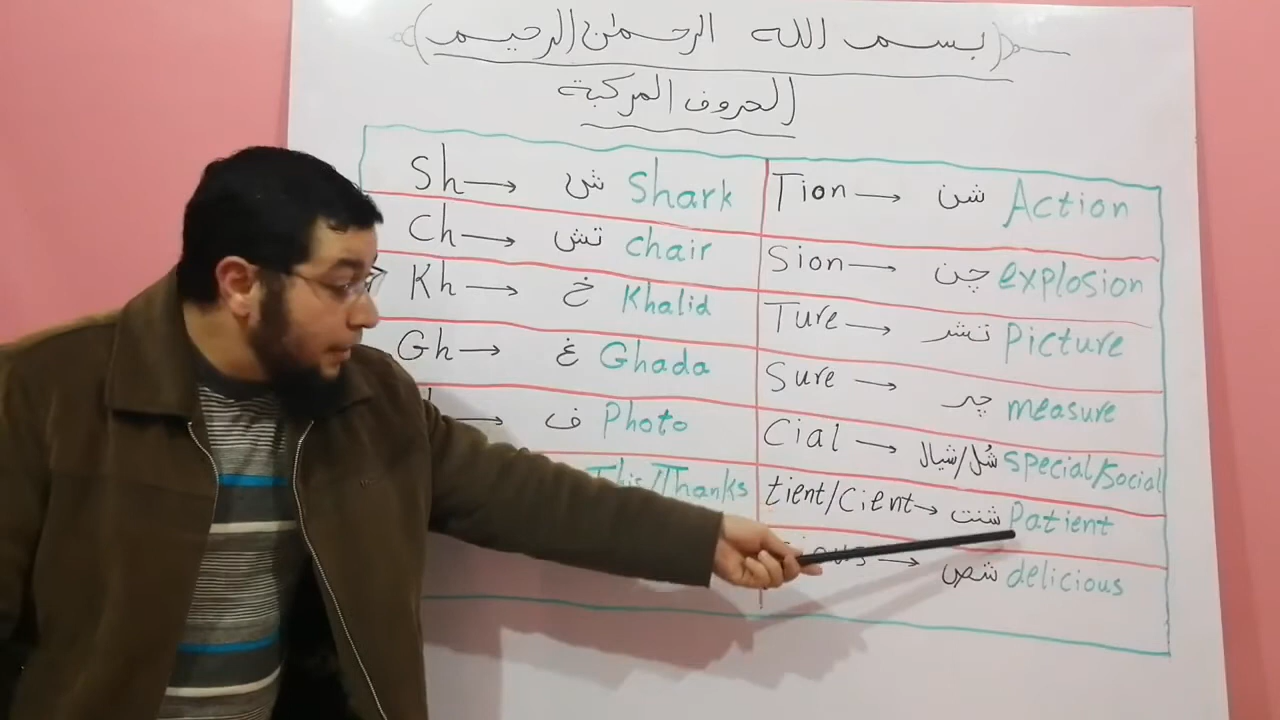 بسم الله الرحمن الرحيم
الحروف المركبة
Sh → ش Shark
Ch → تش chair
Kh → خ Khalid
Gh → غ Ghada
→ ف Photo
This/Thanks
Tion → شن Action
Sion → چن explosion
Ture → تشر Picture
Sure → چر measure
Cial → شُل/شيال special/social
tient/Cient → شنت Patient
→ شص delicious